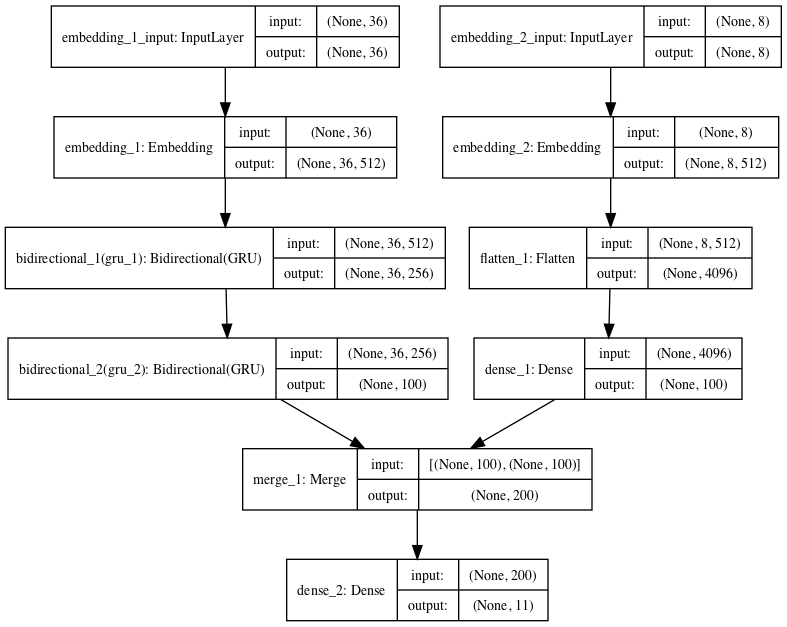 embedding_1_input: InputLayer
input: (None, 36)
output: (None, 36)
embedding_2_input: InputLayer
input: (None, 8)
output: (None, 8)
embedding_1: Embedding
input: (None, 36)
output: (None, 36, 512)
embedding_2: Embedding
input: (None, 8)
output: (None, 8, 512)
bidirectional_1(gru_1): Bidirectional(GRU)
input: (None, 36, 512)
output: (None, 36, 256)
flatten_1: Flatten
input: (None, 8, 512)
output: (None, 4096)
bidirectional_2(gru_2): Bidirectional(GRU)
input: (None, 36, 256)
output: (None, 100)
dense_1: Dense
input: (None, 4096)
output: (None, 100)
merge_1: Merge
input: [(None, 100), (None, 100)]
output: (None, 200)
dense_2: Dense
input: (None, 200)
output: (None, 11)